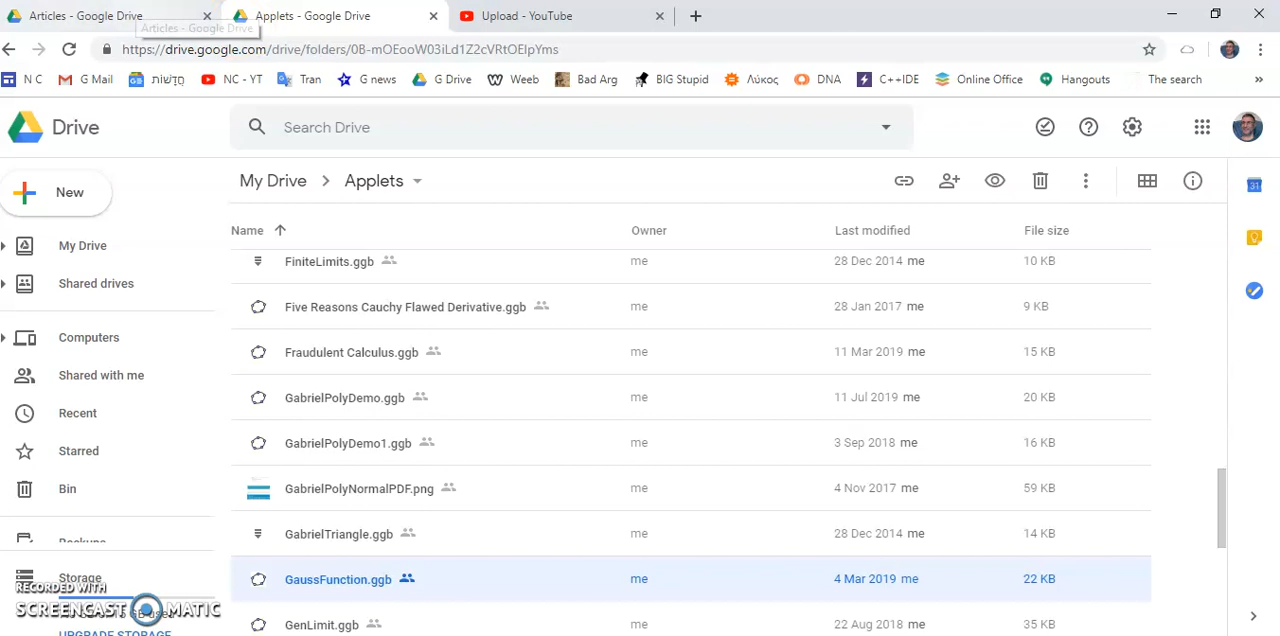 Articles - Google Drive
Applets - Google Drive
Upload - YouTube
Articles - Google Drive
https://drive.google.com/drive/folders/0B-mOEooW03iLd1Z2cVRtOElpYms
N C
G Mail
חֲדָשׁוֹת
NC - YT
Tran
G news
G Drive
Weeb
Bad Arg
BIG Stupid
Λύκος
DNA
C++IDE
Online Office
Hangouts
The search
»
Drive
Search Drive
New
My Drive > Applets
31
My Drive
Shared drives
Computers
Shared with me
Recent
Starred
Bin
Backups
Storage
UPGRADE STORAGE
Name Owner Last modified File size
FiniteLimits.ggb me 28 Dec 2014 me 10 KB
Five Reasons Cauchy Flawed Derivative.ggb me 28 Jan 2017 me 9 KB
Fraudulent Calculus.ggb me 11 Mar 2019 me 15 KB
GabrielPolyDemo.ggb me 11 Jul 2019 me 20 KB
GabrielPolyDemo1.ggb me 3 Sep 2018 me 16 KB
GabrielPolyNormalPDF.png me 4 Nov 2017 me 59 KB
GabrielTriangle.ggb me 28 Dec 2014 me 14 KB
GaussFunction.ggb me 4 Mar 2019 me 22 KB
GenLimit.ggb me 22 Aug 2018 me 35 KB
RECORDED WITH
SCREENCAST MATIC